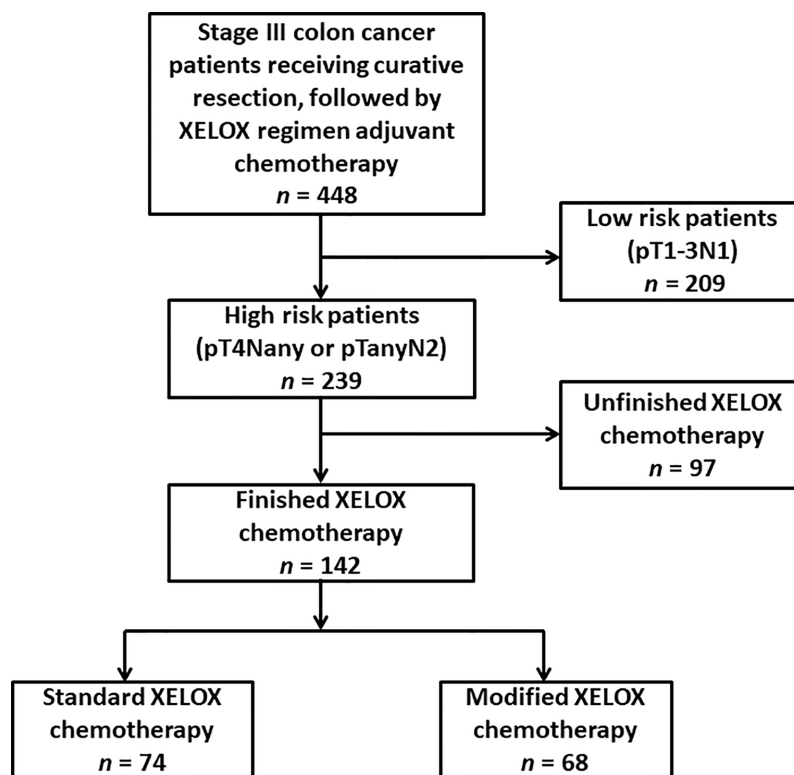 Stage III colon cancer
patients receiving curative
resection, followed by
XELOX regimen adjuvant
chemotherapy
n = 448
Low risk patients
(pT1-3N1)
n = 209
High risk patients
(pT4Nany or pTanyN2)
n = 239
Unfinished XELOX
chemotherapy
n = 97
Finished XELOX
chemotherapy
n = 142
Standard XELOX
chemotherapy
n = 74
Modified XELOX
chemotherapy
n = 68